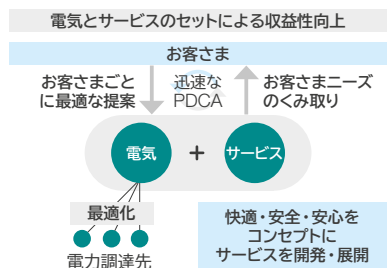 電気とサービスのセットによる収益性向上
お客さま
お客さまごと
に最適な提案
迅速な
PDCA
お客さまニーズ
のくみ取り
電気
+
サービス
最適化
電力調達先
快適・安全・安心を
コンセプトに
サービスを開発・展開